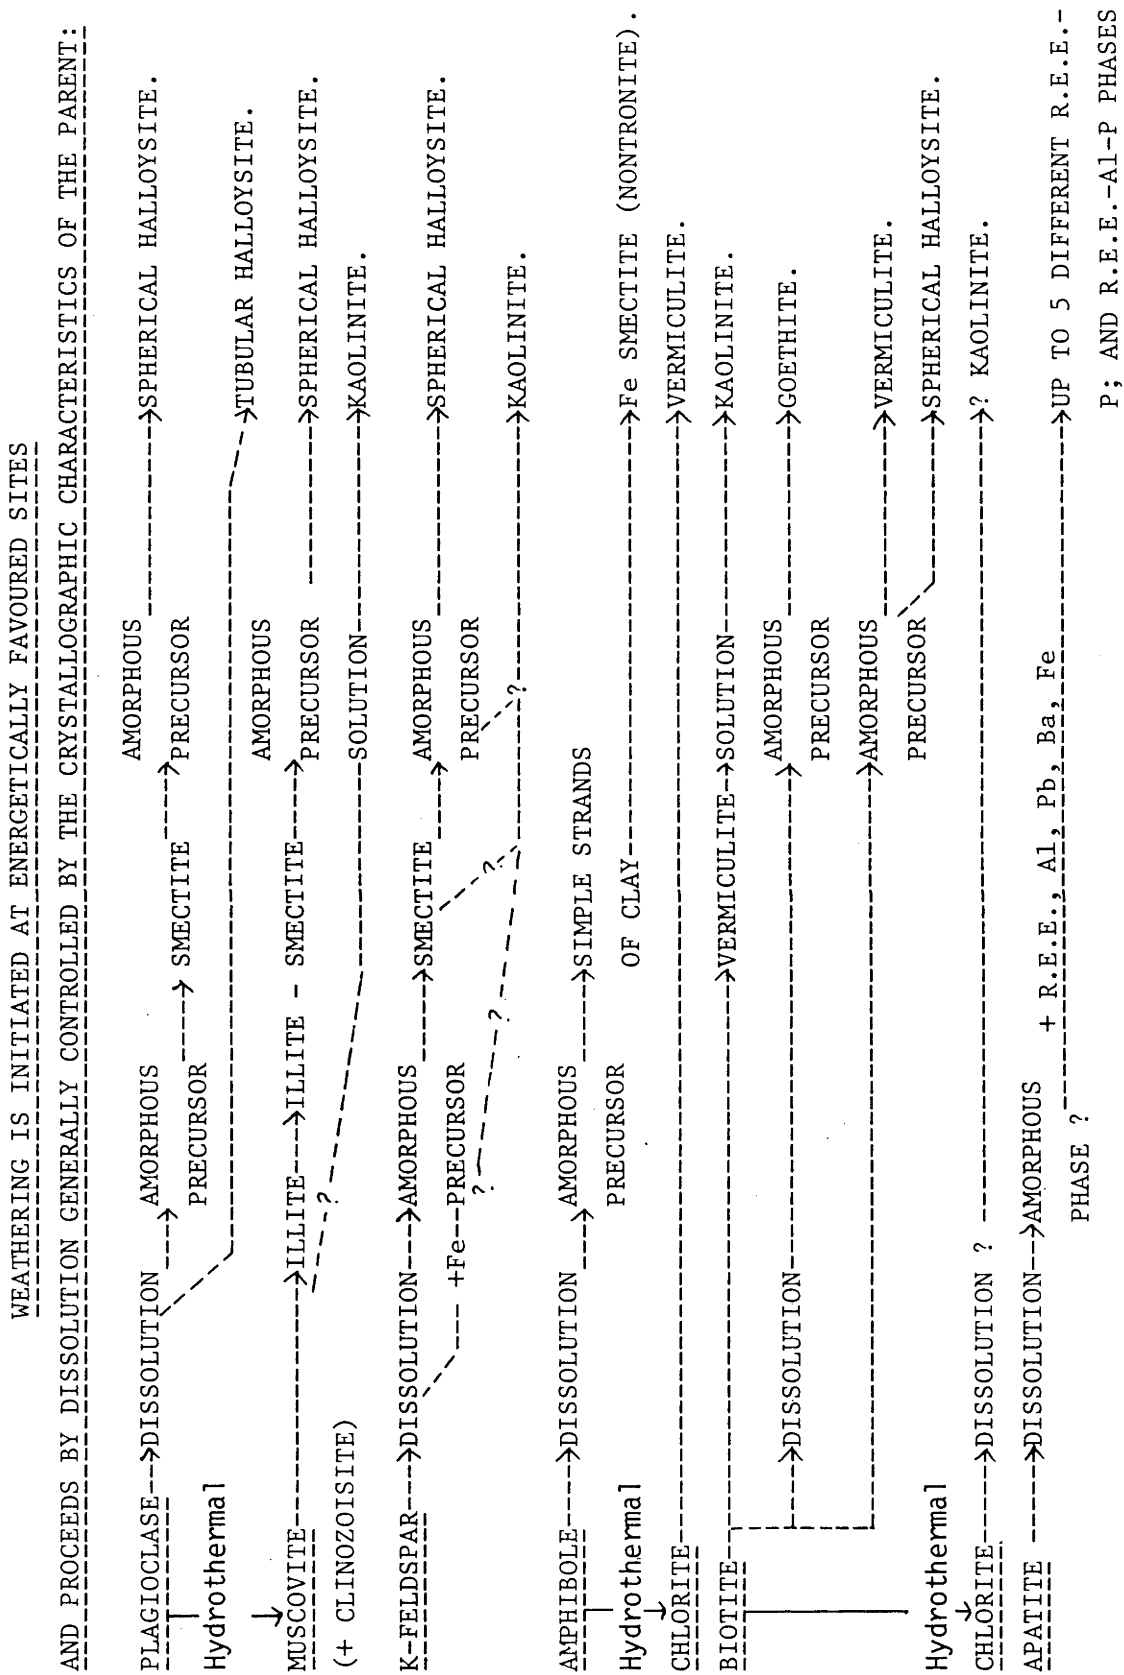 WEATHERING IS INITIATED AT ENERGETICALLY FAVOURED SITES
AND PROCEEDS BY DISSOLUTION GENERALLY CONTROLLED BY THE CRYSTALLOGRAPHIC CHARACTERISTICS OF THE PARENT:
PLAGIOCLASE DISSOLUTION AMORPHOUS PRECURSOR SMECTITE AMORPHOUS PRECURSOR SPHERICAL HALLOYSITE.
Hydrothermal TUBULAR HALLOYSITE.
MUSCOVITE ILLITE ILLITE - SMECTITE AMORPHOUS PRECURSOR SPHERICAL HALLOYSITE.
(+ CLINOZOISITE) ? SOLUTION KAOLINITE.
K-FELDSPAR DISSOLUTION AMORPHOUS SMECTITE AMORPHOUS PRECURSOR SPHERICAL HALLOYSITE.
+Fe PRECURSOR ? ?
? ? KAOLINITE.
AMPHIBOLE DISSOLUTION AMORPHOUS PRECURSOR SIMPLE STRANDS
Hydrothermal OF CLAY Fe SMECTITE (NONTRONITE).
CHLORITE VERMICULITE.
BIOTITE VERMICULITE SOLUTION KAOLINITE.
DISSOLUTION AMORPHOUS PRECURSOR GOETHITE.
AMORPHOUS VERMICULITE.
Hydrothermal PRECURSOR SPHERICAL HALLOYSITE.
CHLORITE DISSOLUTION ? ? KAOLINITE.
APATITE DISSOLUTION AMORPHOUS + R.E.E., Al, Pb, Ba, Fe UP TO 5 DIFFERENT R.E.E.-
PHASE ? P; AND R.E.E.-Al-P PHASES